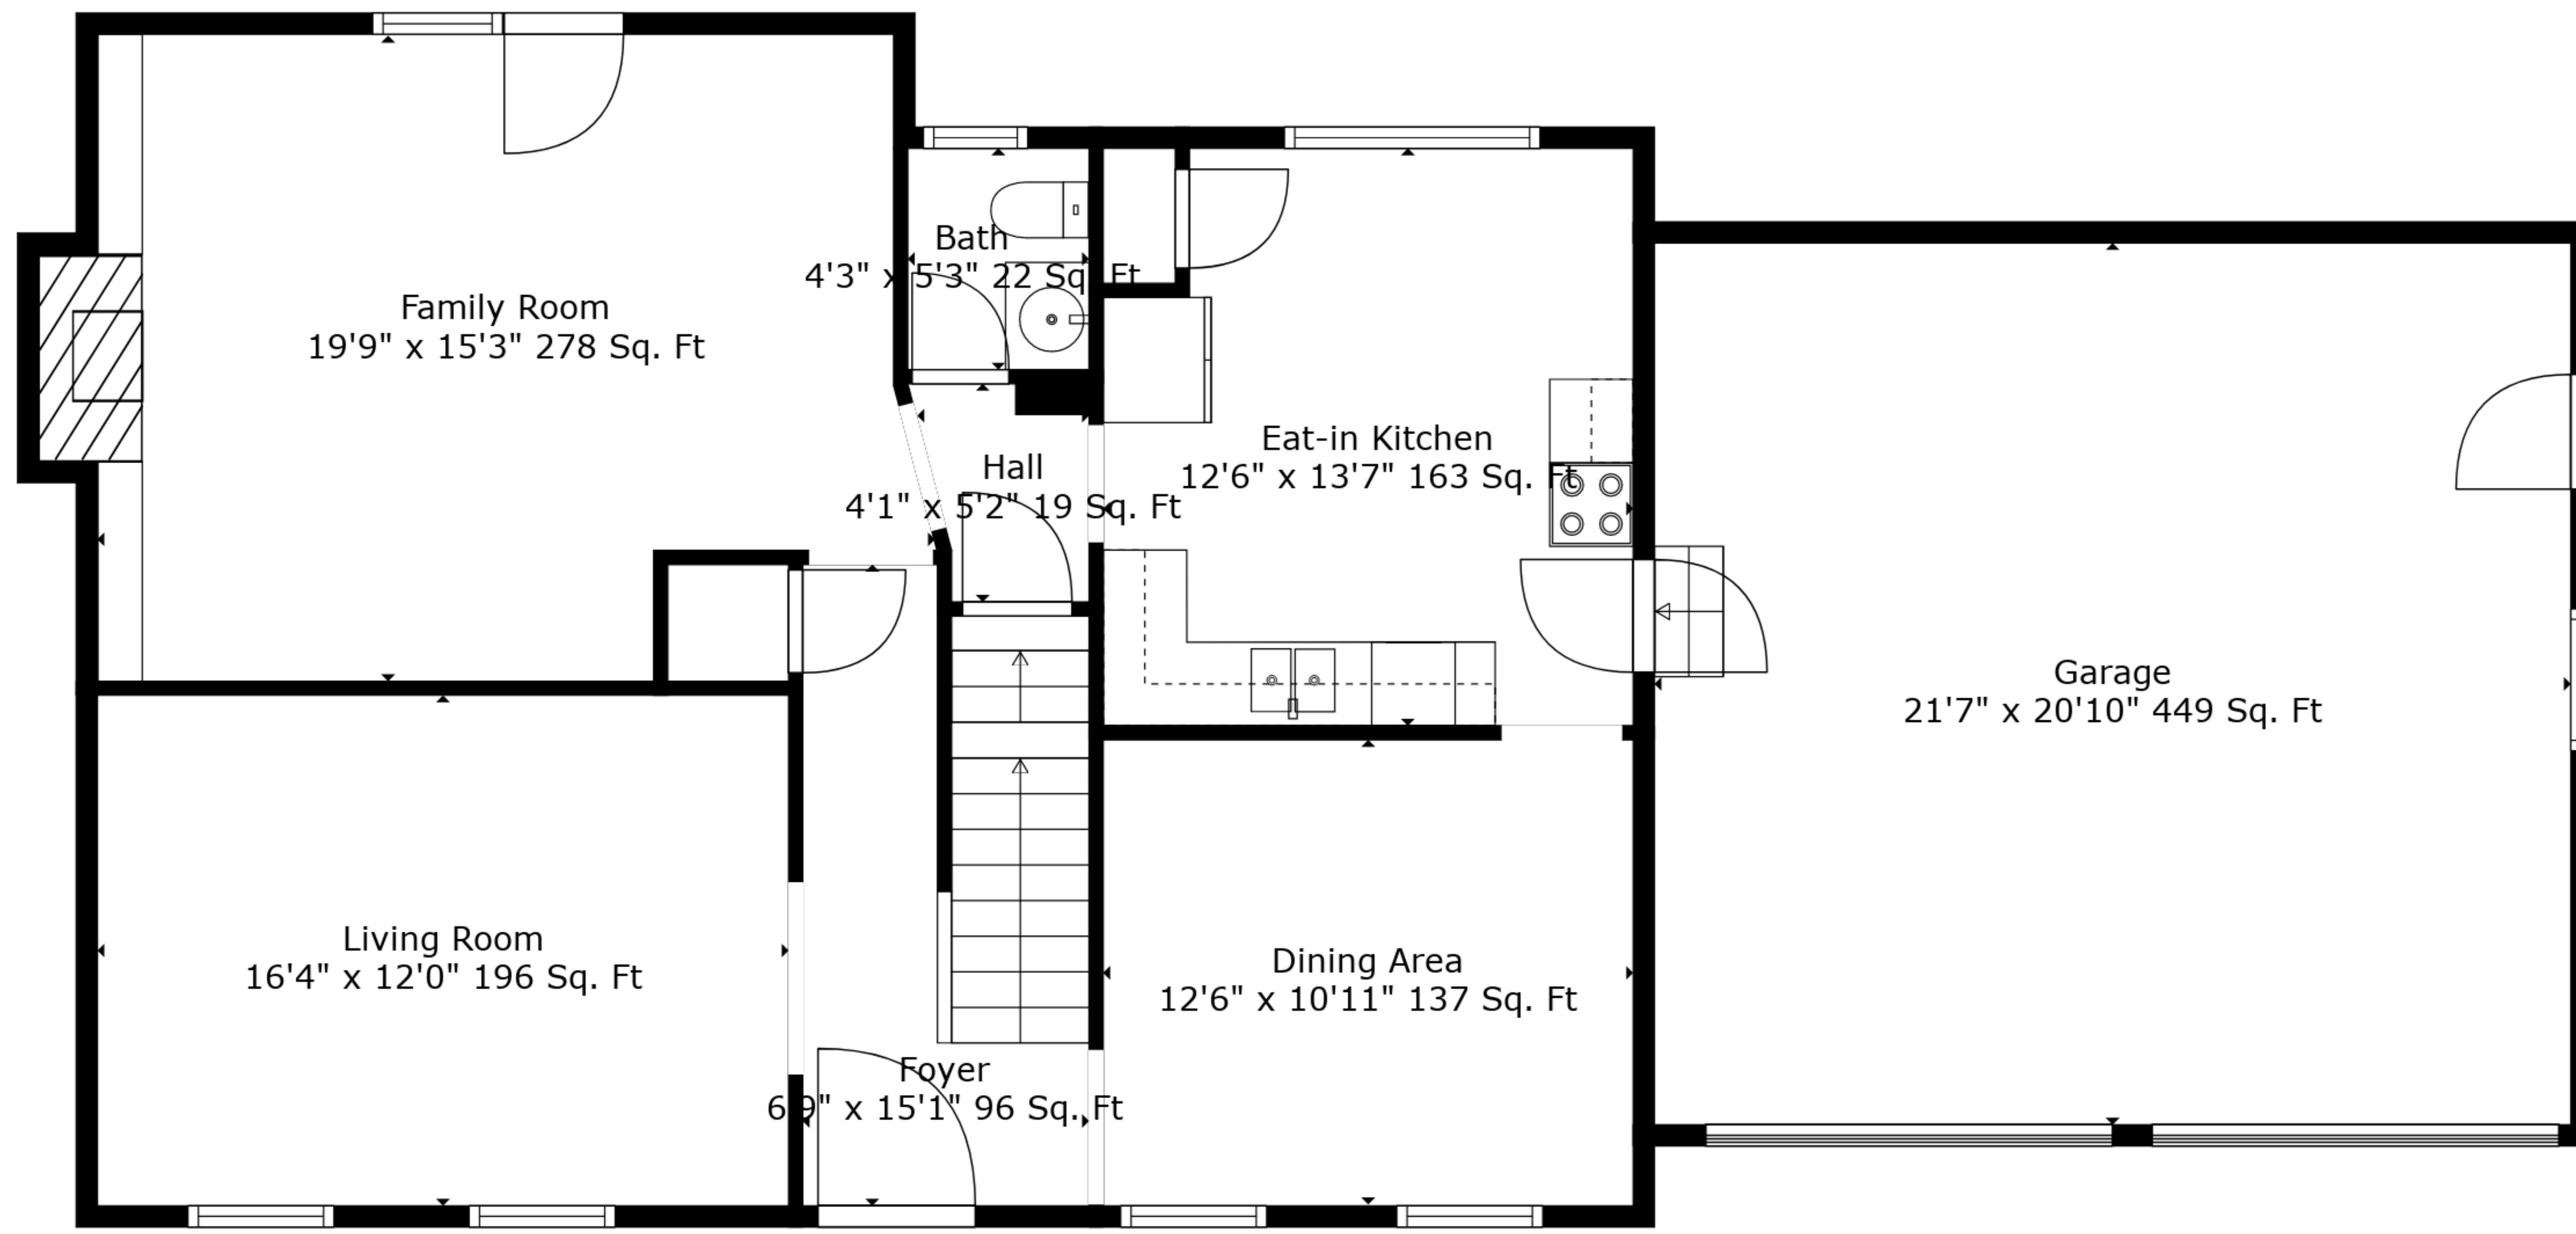 Family Room
19'9" x 15'3" 278 Sq. Ft
Bath
4'3" x 5'3" 22 Sq. Ft
Hall
4'1" x 5'2" 19 Sq. Ft
Eat-in Kitchen
12'6" x 13'7" 163 Sq. Ft
Garage
21'7" x 20'10" 449 Sq. Ft
Living Room
16'4" x 12'0" 196 Sq. Ft
Dining Area
12'6" x 10'11" 137 Sq. Ft
Foyer
6'9" x 15'1" 96 Sq. Ft